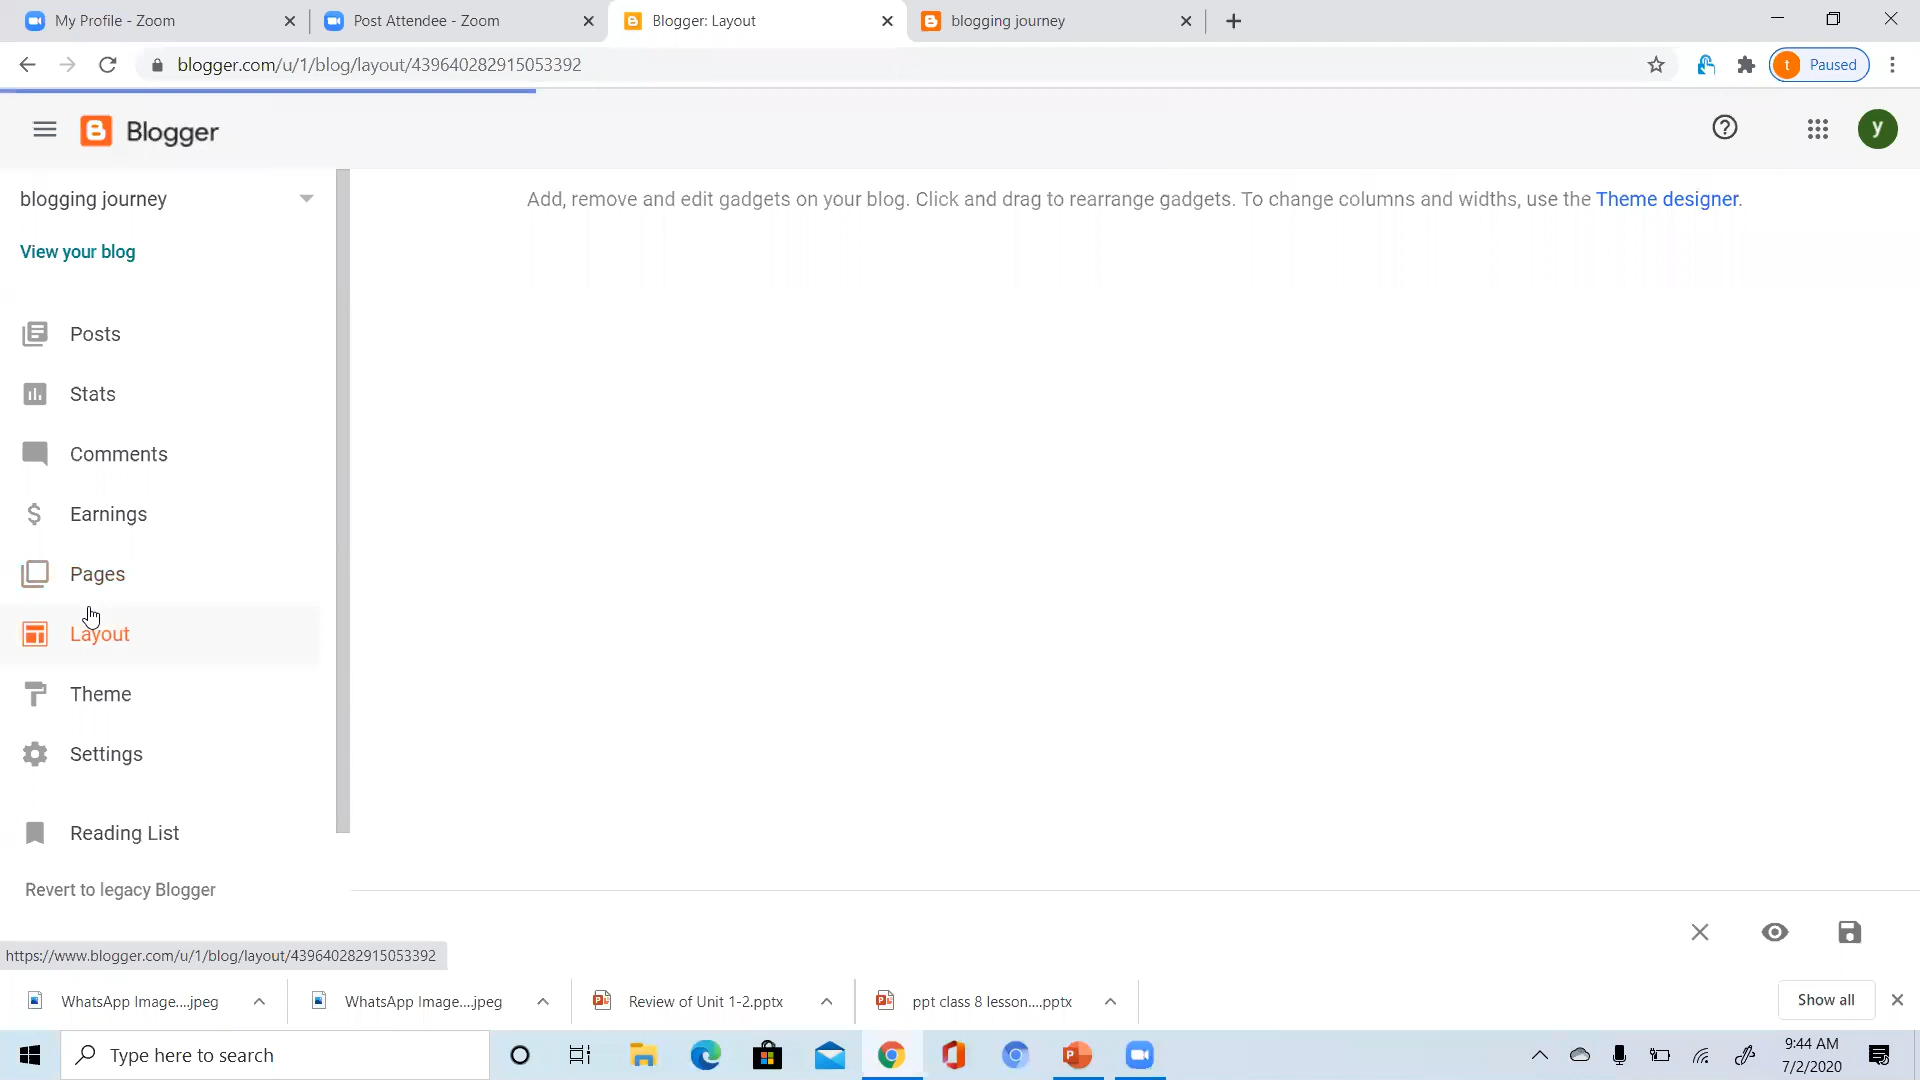 My Profile - Zoom
Post Attendee - Zoom
Blogger: Layout
blogging journey
blogger.com/u/1/blog/layout/439640282915053392
t
Paused
Blogger
y
blogging journey
Add, remove and edit gadgets on your blog. Click and drag to rearrange gadgets. To change columns and widths, use the Theme designer.
View your blog
Posts
Stats
Comments
Earnings
Pages
Layout
Theme
Settings
Reading List
Revert to legacy Blogger
https://www.blogger.com/u/1/blog/layout/439640282915053392
WhatsApp Image....jpeg
WhatsApp Image....jpeg
Review of Unit 1-2.pptx
ppt class 8 lesson....pptx
Show all
Type here to search
9:44 AM
7/2/2020